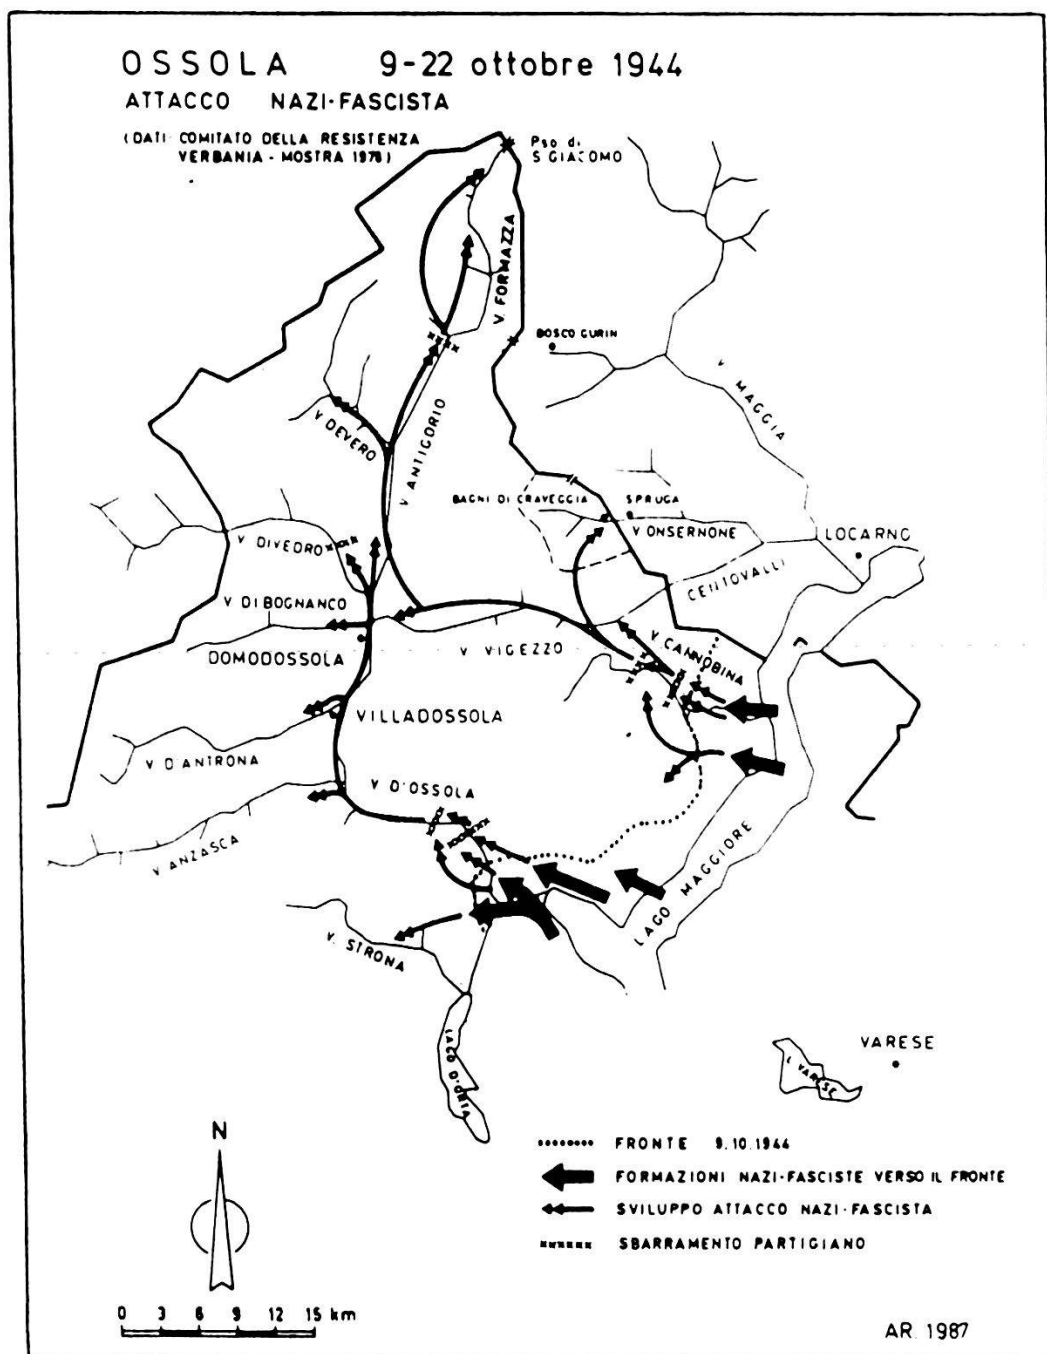 OSSOLA 9-22 ottobre 1944
ATTACCO NAZI-FASCISTA
(DATI: COMITATO DELLA RESISTENZA
VERBANIA - MOSTRA 1978)
Pso di
S. GIACOMO
V. FORMAZZA
BOSCO GURIN
V. MAGGIA
V. DEVERO
V. ANTIGORIO
BAGNI DI CRAVEGGIA
SPRUGA
V. ONSERNONE
LOCARNO
V. DIVEDRO
CENTOVALLI
V. DI BOGNANCO
V. CANNOBINA
V. VIGEZZO
DOMODOSSOLA
VILLADOSSOLA
V. D'ANTRONA
V. D'OSSOLA
V. ANZASCA
LAGO MAGGIORE
V. STRONA
LAGO D'ORTA
VARESE
L. VARESE
N
FRONTE 9.10.1944
FORMAZIONI NAZI-FASCISTE VERSO IL FRONTE
SVILUPPO ATTACCO NAZI-FASCISTA
SBARRAMENTO PARTIGIANO
0 3 6 9 12 15 km
AR. 1987